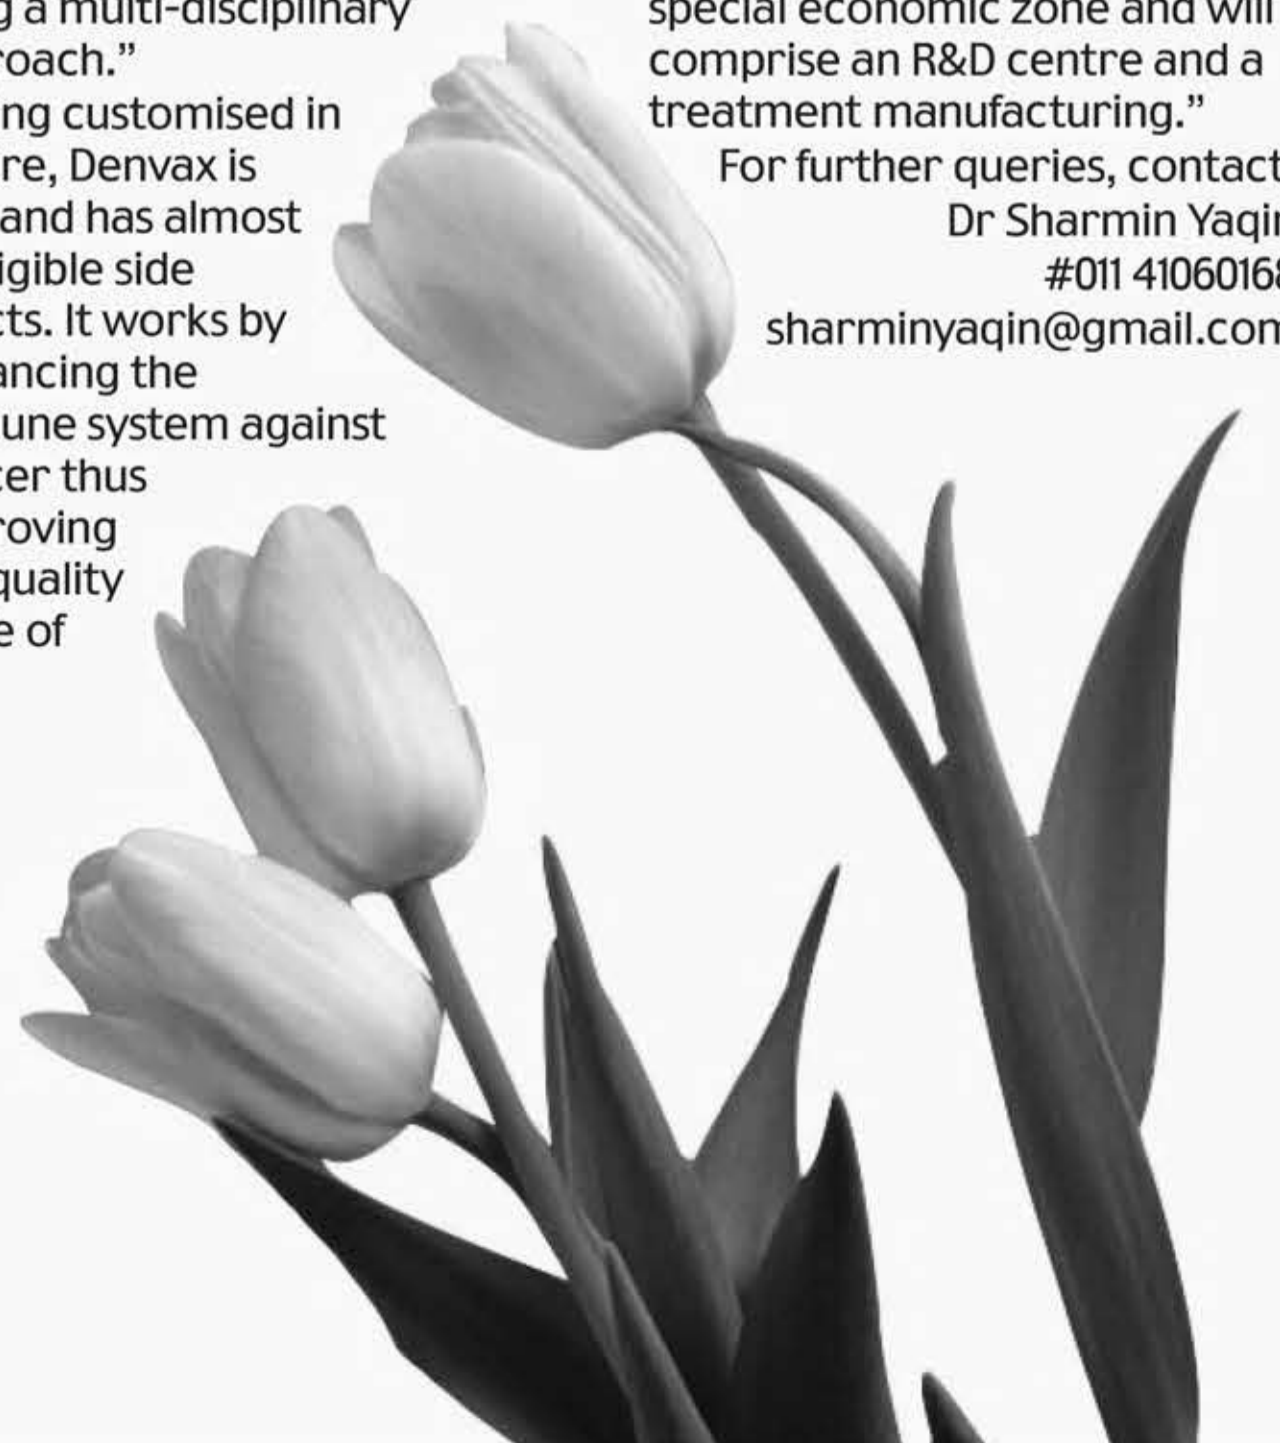 g a multi-disciplinary
roach.”
ng customised in
re, Denvax is
and has almost
igible side
cts. It works by
ancing the
une system against
cer thus
roving
quality
e of
special economic zone and will
comprise an R&D centre and a
treatment manufacturing.”
For further queries, contact
Dr Sharmin Yaqin
#011 41060168
sharminyaqin@gmail.com